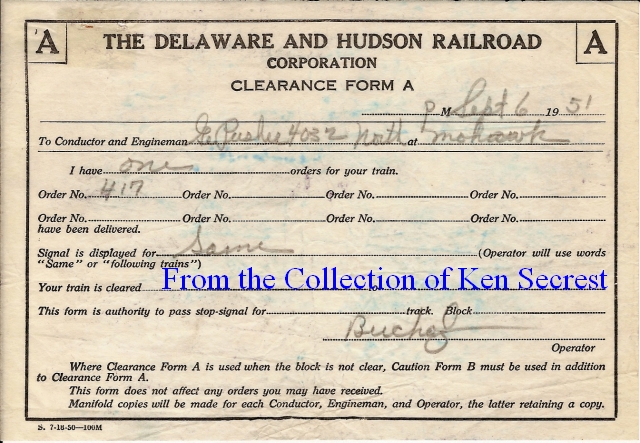 A THE DELAWARE AND HUDSON RAILROAD A
CORPORATION
CLEARANCE FORM A
P M Sept 6 1951
To Conductor and Engineman 4032 North at Mohawk
I have one orders for your train.
Order No. 417 Order No. Order No. Order No.
Order No. Order No. Order No. Order No.
have been delivered.
Signal is displayed for Same (Operator will use words
"Same" or "following trains")
Your train is cleared
From the Collection of Ken Secrest
This form is authority to pass stop-signal for track. Block
Operator
Where Clearance Form A is used when the block is not clear, Caution Form B must be used in addition
to Clearance Form A.
This form does not affect any orders you may have received.
Manifold copies will be made for each Conductor, Engineman, and Operator, the latter retaining a copy.
S. 7-18-50—100M